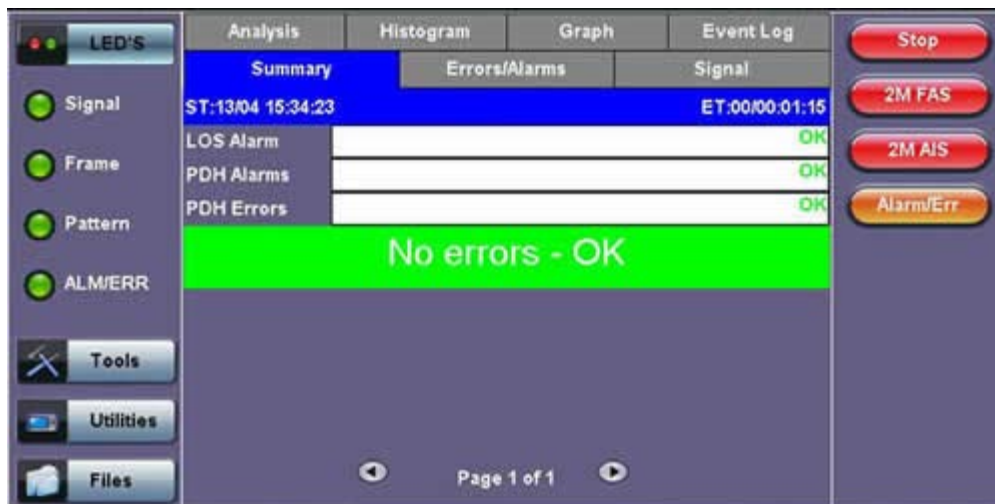 LED'S
Signal
Frame
Pattern
ALM/ERR
Tools
Utilities
Files
Analysis Histogram Graph Event Log
Summary Errors/Alarms Signal
ST:13/04 15:34:23 ET:00/00:01:15
LOS Alarm OK
PDH Alarms OK
PDH Errors OK
No errors - OK
Page 1 of 1
Stop
2M FAS
2M AIS
Alarm/Err